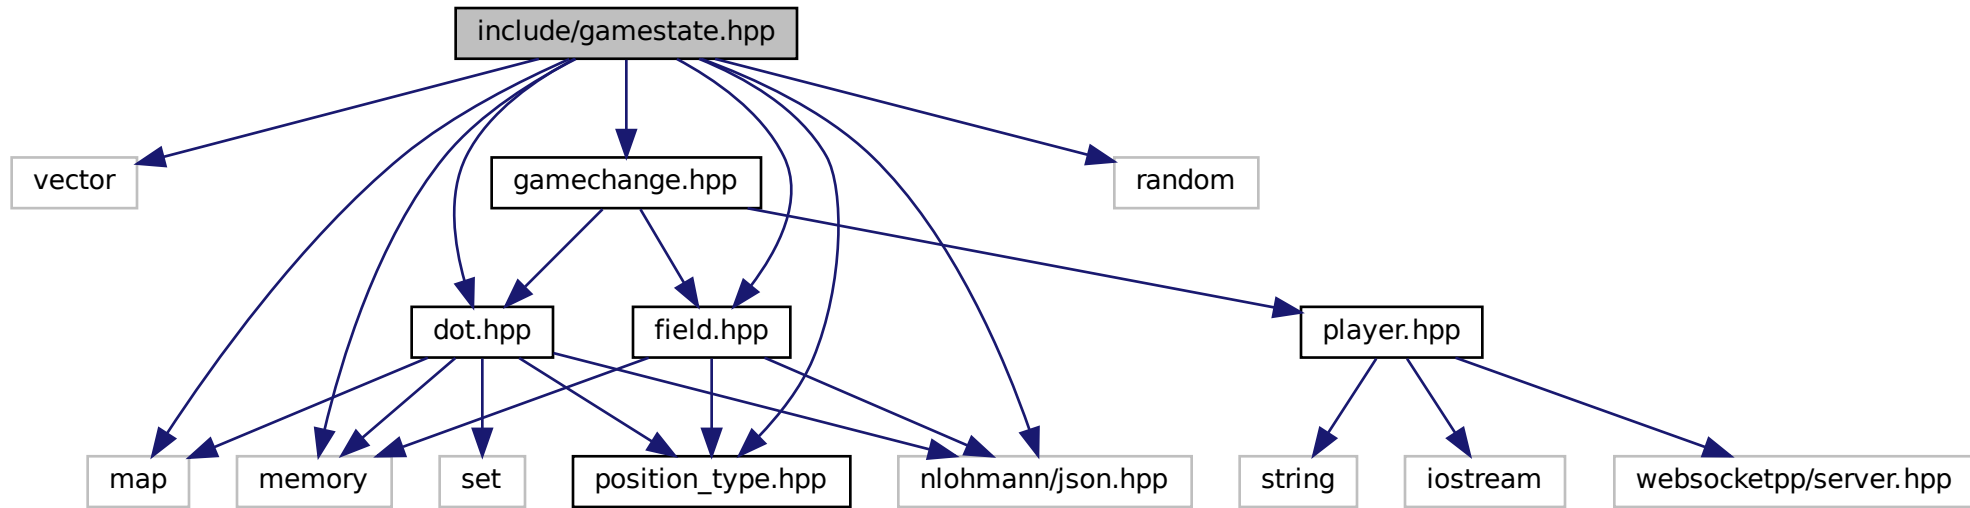 include/gamestate.hpp
vector
gamechange.hpp
random
dot.hpp
field.hpp
player.hpp
map
memory
set
position_type.hpp
nlohmann/json.hpp
string
iostream
websocketpp/server.hpp